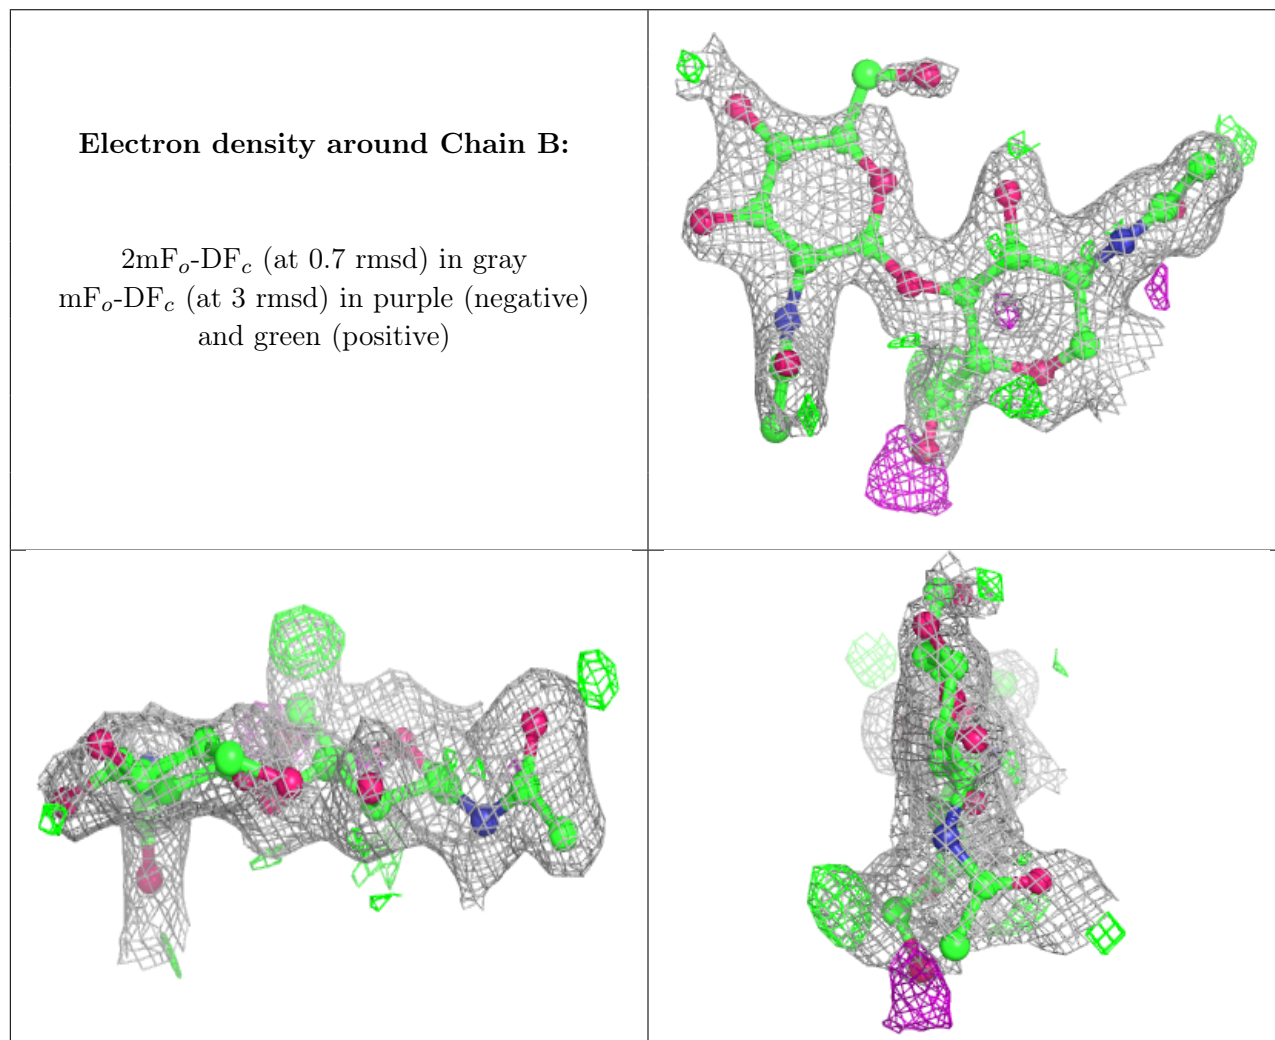 Electron density around Chain B:
2mFₒ-DF𝒸 (at 0.7 rmsd) in gray
mFₒ-DF𝒸 (at 3 rmsd) in purple (negative)
and green (positive)